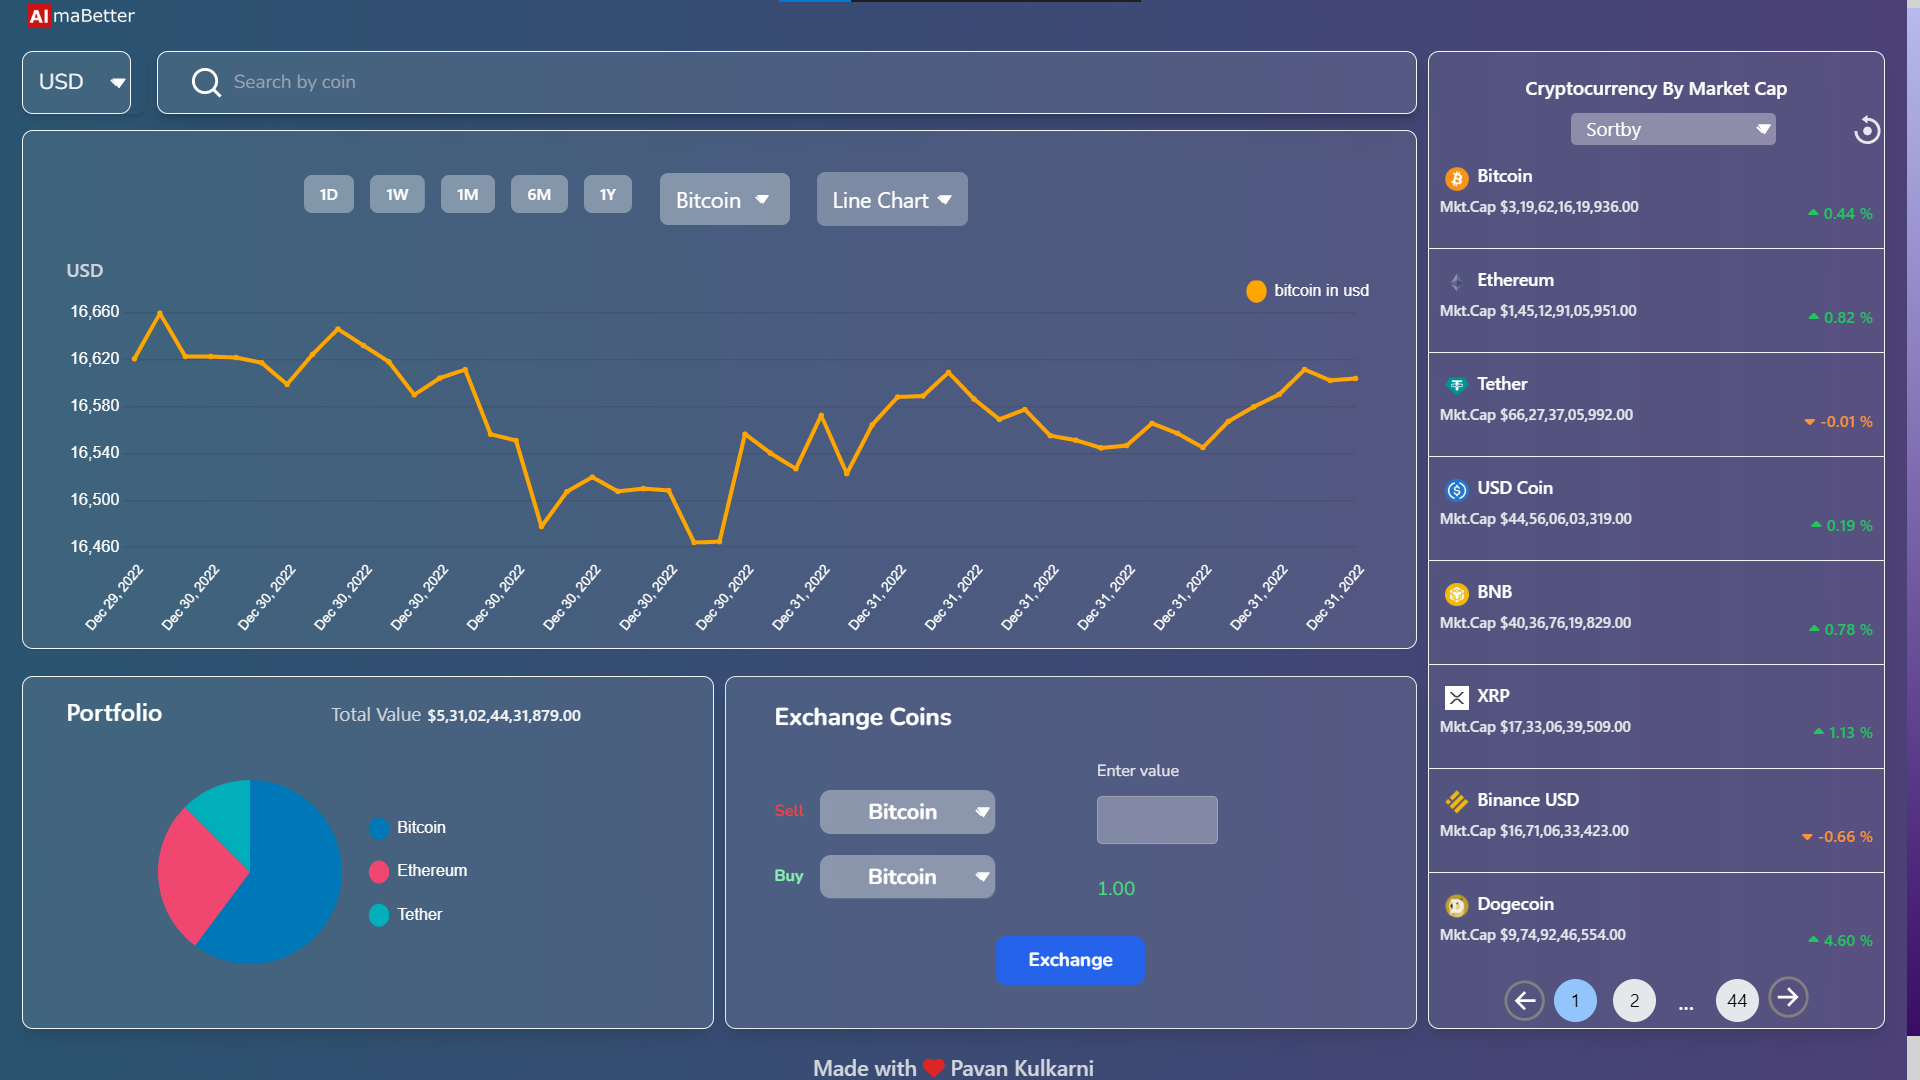 AlmaBetter
USD
Search by coin
1D
1W
1M
6M
1Y
Bitcoin
Line Chart
USD
bitcoin in usd
16,660
16,620
16,580
16,540
16,500
16,460
Dec 29, 2022
Dec 30, 2022
Dec 30, 2022
Dec 30, 2022
Dec 30, 2022
Dec 30, 2022
Dec 30, 2022
Dec 30, 2022
Dec 30, 2022
Dec 31, 2022
Dec 31, 2022
Dec 31, 2022
Dec 31, 2022
Dec 31, 2022
Dec 31, 2022
Dec 31, 2022
Dec 31, 2022
Portfolio
Total Value $5,31,02,44,31,879.00
Bitcoin
Ethereum
Tether
Exchange Coins
Enter value
Sell
Bitcoin
Buy
Bitcoin
1.00
Exchange
Cryptocurrency By Market Cap
Sortby
Bitcoin
Mkt.Cap $3,19,62,16,19,936.00
0.44 %
Ethereum
Mkt.Cap $1,45,12,91,05,951.00
0.82 %
Tether
Mkt.Cap $66,27,37,05,992.00
-0.01 %
USD Coin
Mkt.Cap $44,56,06,03,319.00
0.19 %
BNB
Mkt.Cap $40,36,76,19,829.00
0.78 %
XRP
Mkt.Cap $17,33,06,39,509.00
1.13 %
Binance USD
Mkt.Cap $16,71,06,33,423.00
-0.66 %
Dogecoin
Mkt.Cap $9,74,92,46,554.00
4.60 %
1
2
...
44
Made with ❤ Pavan Kulkarni